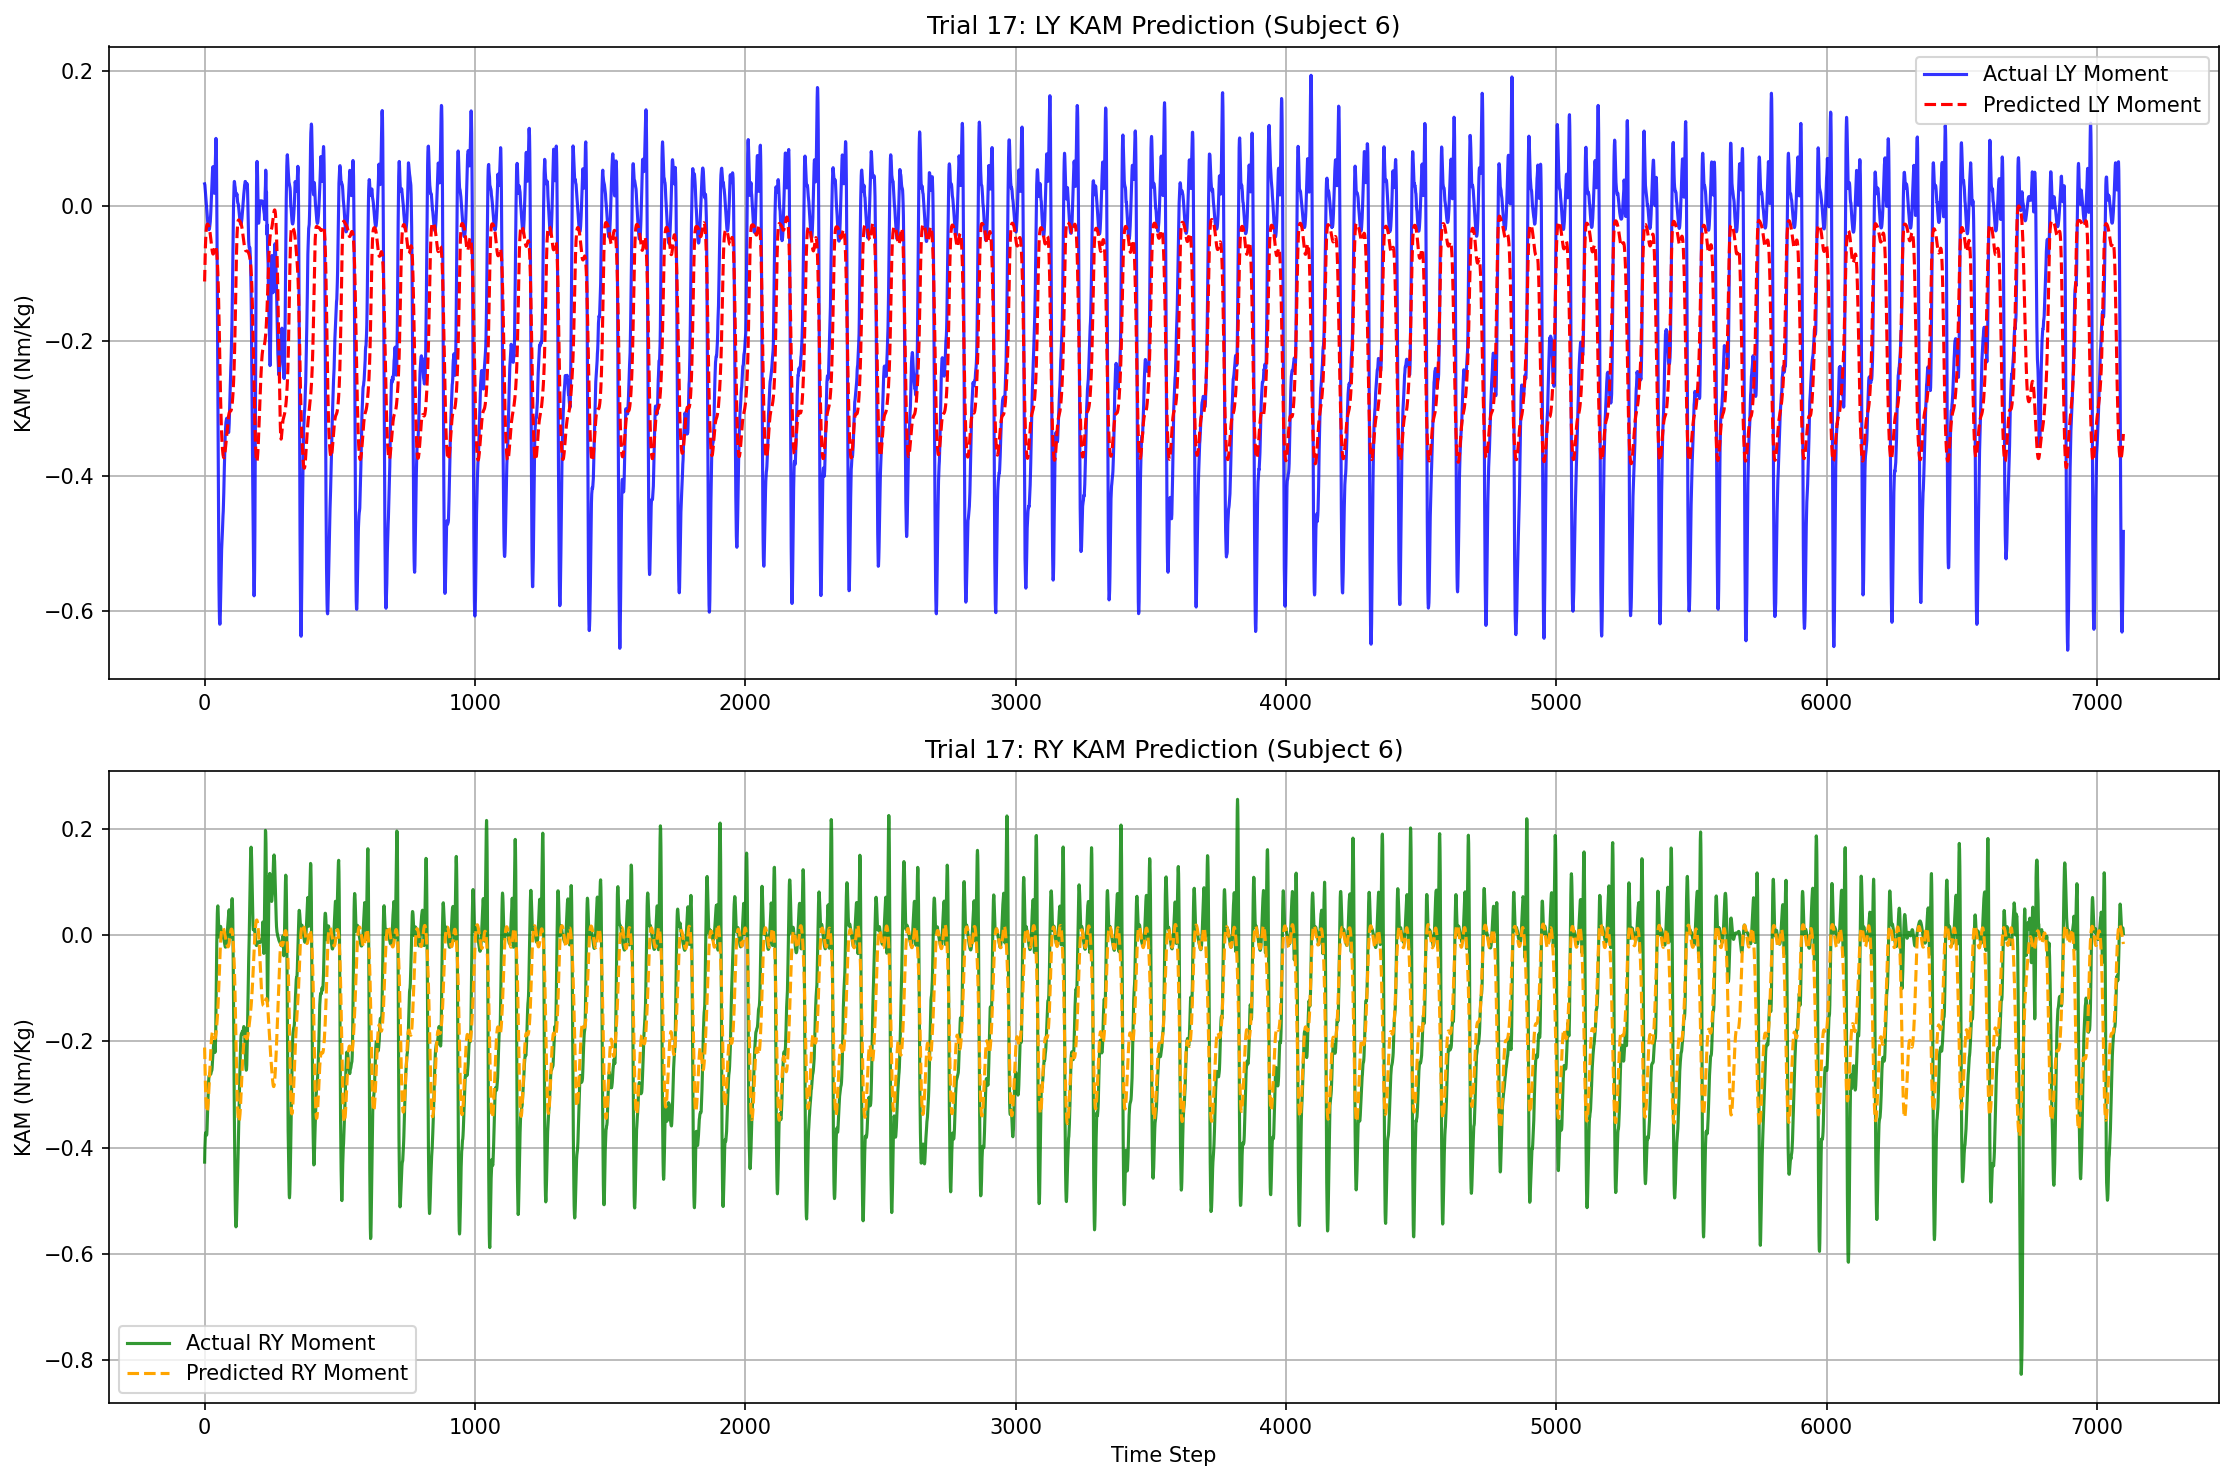 Trial 17: LY KAM Prediction (Subject 6)
Actual LY Moment
Predicted LY Moment
KAM (Nm/Kg)
0.2
0.0
−0.2
−0.4
−0.6
0 1000 2000 3000 4000 5000 6000 7000
Trial 17: RY KAM Prediction (Subject 6)
KAM (Nm/Kg)
0.2
0.0
−0.2
−0.4
−0.6
−0.8
Actual RY Moment
Predicted RY Moment
0 1000 2000 3000 4000 5000 6000 7000
Time Step